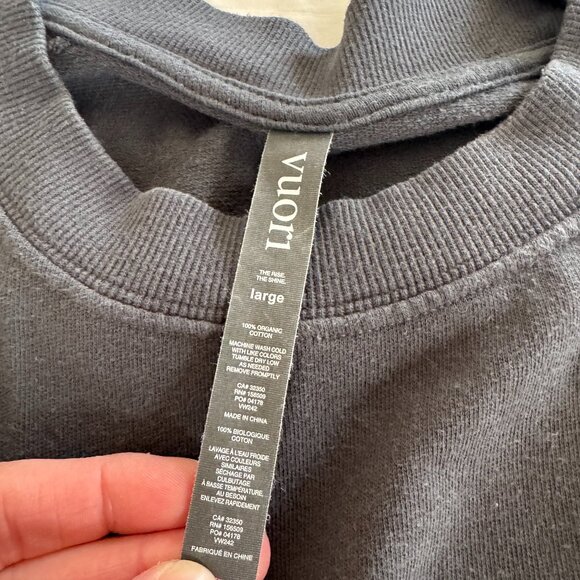 vuori
THE RISE.
THE SHINE.
large
100% ORGANIC
COTTON
MACHINE WASH COLD
WITH LIKE COLORS
TUMBLE DRY LOW
AS NEEDED
REMOVE PROMPTLY
CA# 32350
RN# 156509
PO# 04178
VW242
MADE IN CHINA
100% BIOLOGIQUE
COTON
LAVAGE À L'EAU FROIDE
AVEC COULEURS
SIMILAIRES
SÉCHAGE PAR
CULBUTAGE
À BASSE TEMPÉRATURE,
AU BESOIN
ENLEVEZ RAPIDEMENT
CA# 32350
RN# 156509
PO# 04178
VW242
FABRIQUÉ EN CHINE